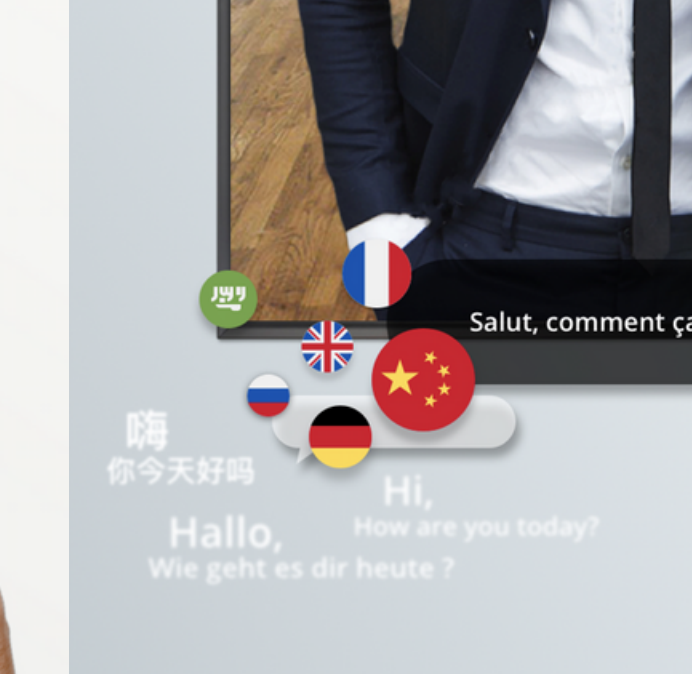 Salut, comment ça
嗨
你今天好吗
Hi,
How are you today?
Hallo,
Wie geht es dir heute ?